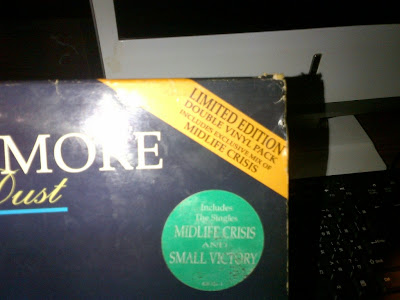 LIMITED EDITION
DOUBLE VINYL PACK
INCLUDES EXCLUSIVE MIX OF
MIDLIFE CRISIS
MORE
Dust
Includes
The Singles
MIDLIFE CRISIS
AND
SMALL VICTORY